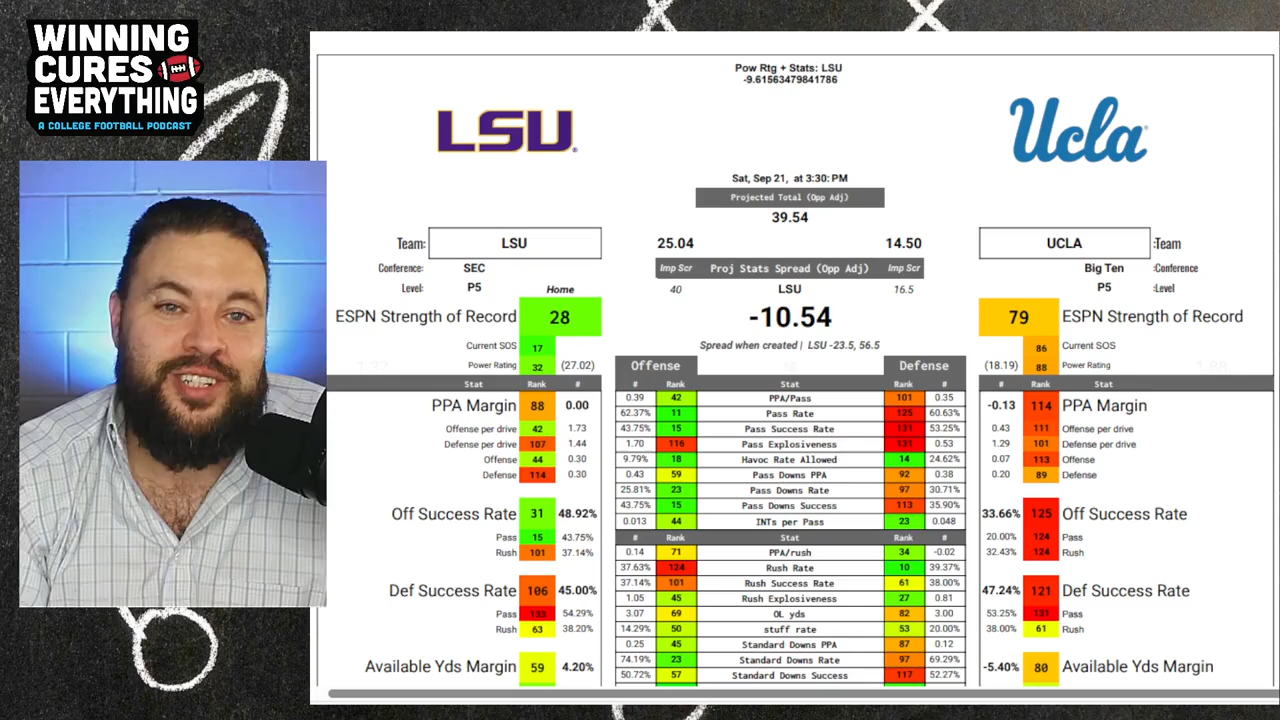 WINNING
CURES
EVERYTHING
A COLLEGE FOOTBALL PODCAST
Pow Rtg + Stats: LSU
-9.61563479841786
LSU
Ucla
Sat, Sep 21, at 3:30: PM
Projected Total (Opp Adj)
39.54
Team: LSU 25.04 14.50 UCLA :Team
Conference: SEC Imp Scr Proj Stats Spread (Opp Adj) Imp Scr Big Ten :Conference
Level: P5 Home 40 LSU 16.5 P5 :Level
ESPN Strength of Record 28 -10.54 79 ESPN Strength of Record
Current SOS 17 Spread when created | LSU -23.5, 56.5 86 Current SOS
Power Rating 32 (27.02) Offense Defense (18.19) 88 Power Rating
Stat Rank # # Rank Stat Rank # # Rank Stat
PPA Margin 88 0.00 0.39 42 PPA/Pass 101 0.35 -0.13 114 PPA Margin
62.37% 11 Pass Rate 125 60.63%
Offense per drive 42 1.73 43.75% 15 Pass Success Rate 131 53.25% 0.43 111 Offense per drive
Defense per drive 107 1.44 1.70 116 Pass Explosiveness 131 0.53 1.29 101 Defense per drive
Offense 44 0.30 9.79% 18 Havoc Rate Allowed 14 24.62% 0.07 113 Offense
Defense 114 0.30 0.43 59 Pass Downs PPA 92 0.38 0.20 89 Defense
25.81% 23 Pass Downs Rate 97 30.71%
43.75% 15 Pass Downs Success 113 35.90%
Off Success Rate 31 48.92% 0.013 44 INTs per Pass 23 0.048 33.66% 125 Off Success Rate
Pass 15 43.75% # Rank Stat Rank # 20.00% 124 Pass
Rush 101 37.14% 0.14 71 PPA/rush 34 -0.02 32.43% 124 Rush
37.63% 124 Rush Rate 10 39.37%
37.14% 101 Rush Success Rate 61 38.00%
Def Success Rate 106 45.00% 1.05 45 Rush Explosiveness 27 0.81 47.24% 121 Def Success Rate
Pass 133 54.29% 3.07 69 OL yds 82 3.00 53.25% 131 Pass
Rush 63 38.20% 14.29% 50 stuff rate 53 20.00% 38.00% 61 Rush
0.25 45 Standard Downs PPA 87 0.12
Available Yds Margin 59 4.20% 74.19% 23 Standard Downs Rate 97 69.29% -5.40% 80 Available Yds Margin
50.72% 57 Standard Downs Success 117 52.27%